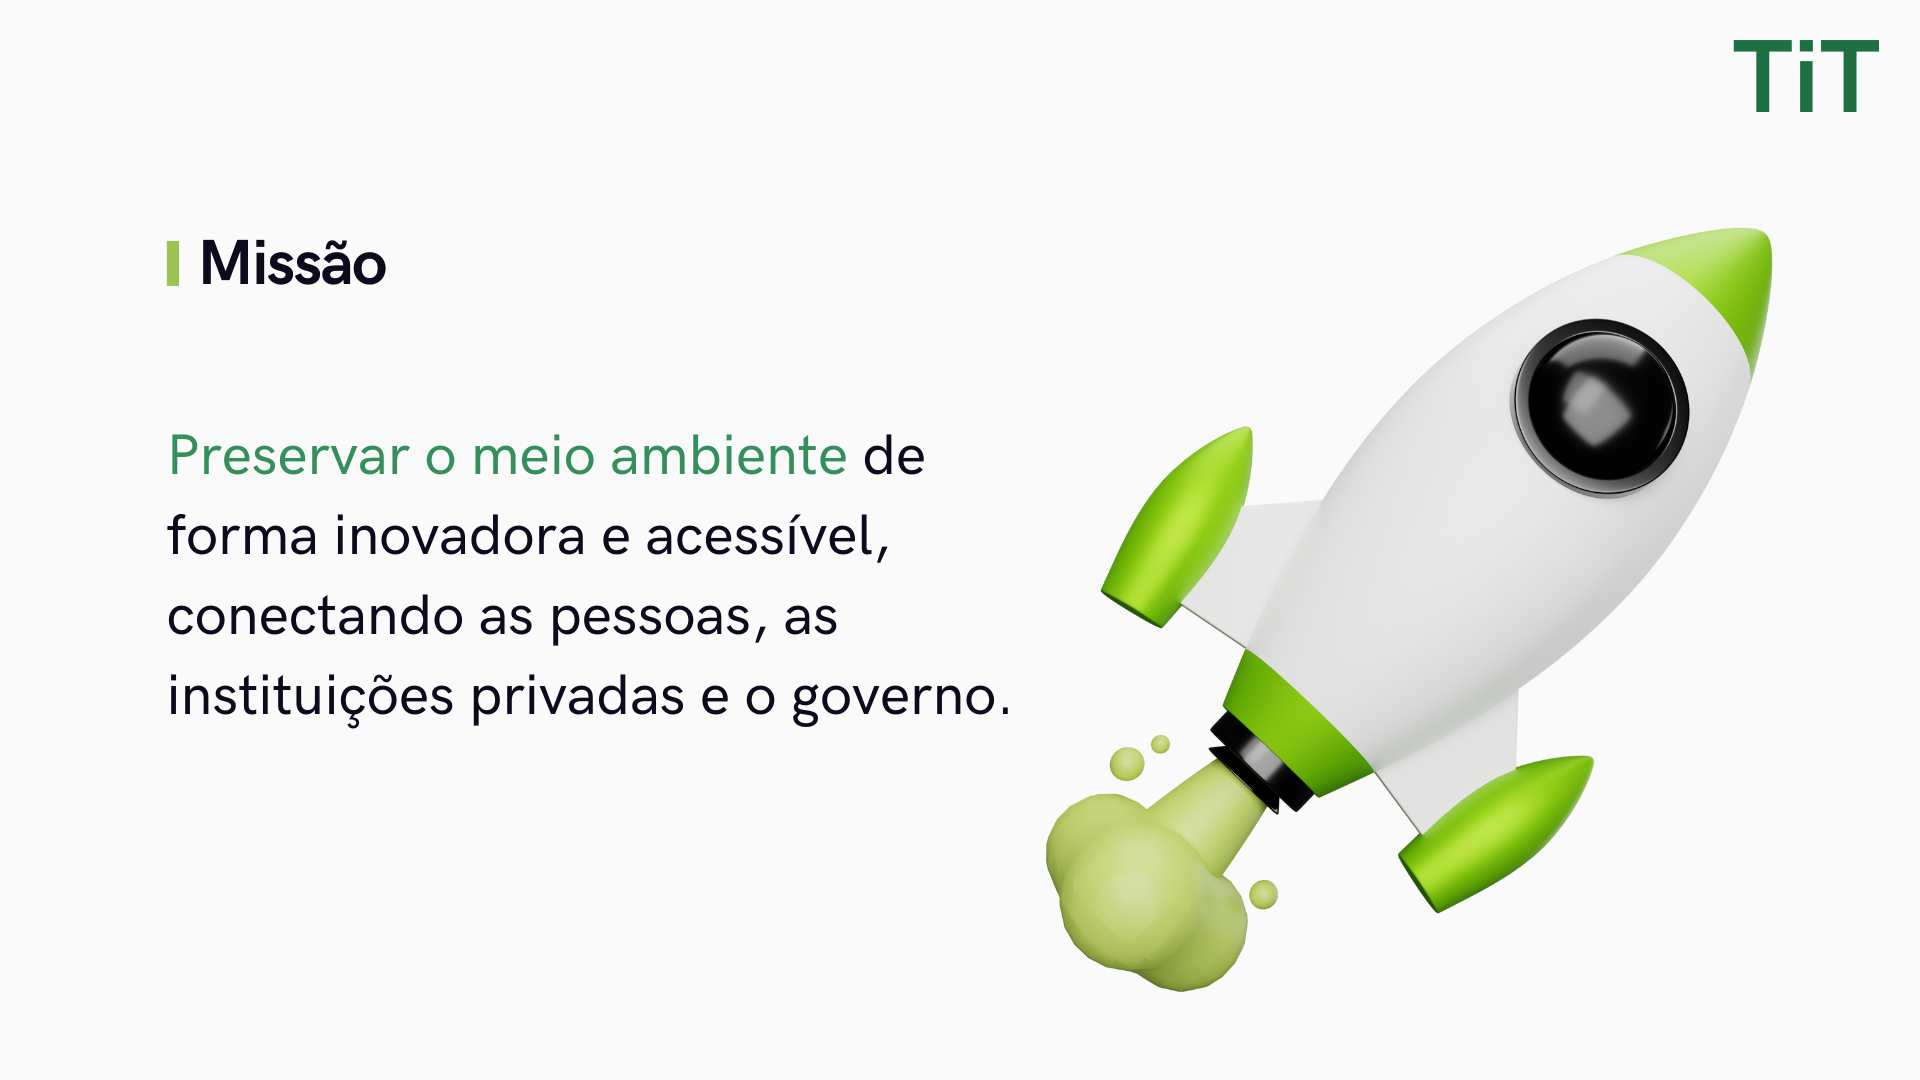 TiT
Missão
Preservar o meio ambiente de
forma inovadora e acessível,
conectando as pessoas, as
instituições privadas e o governo.